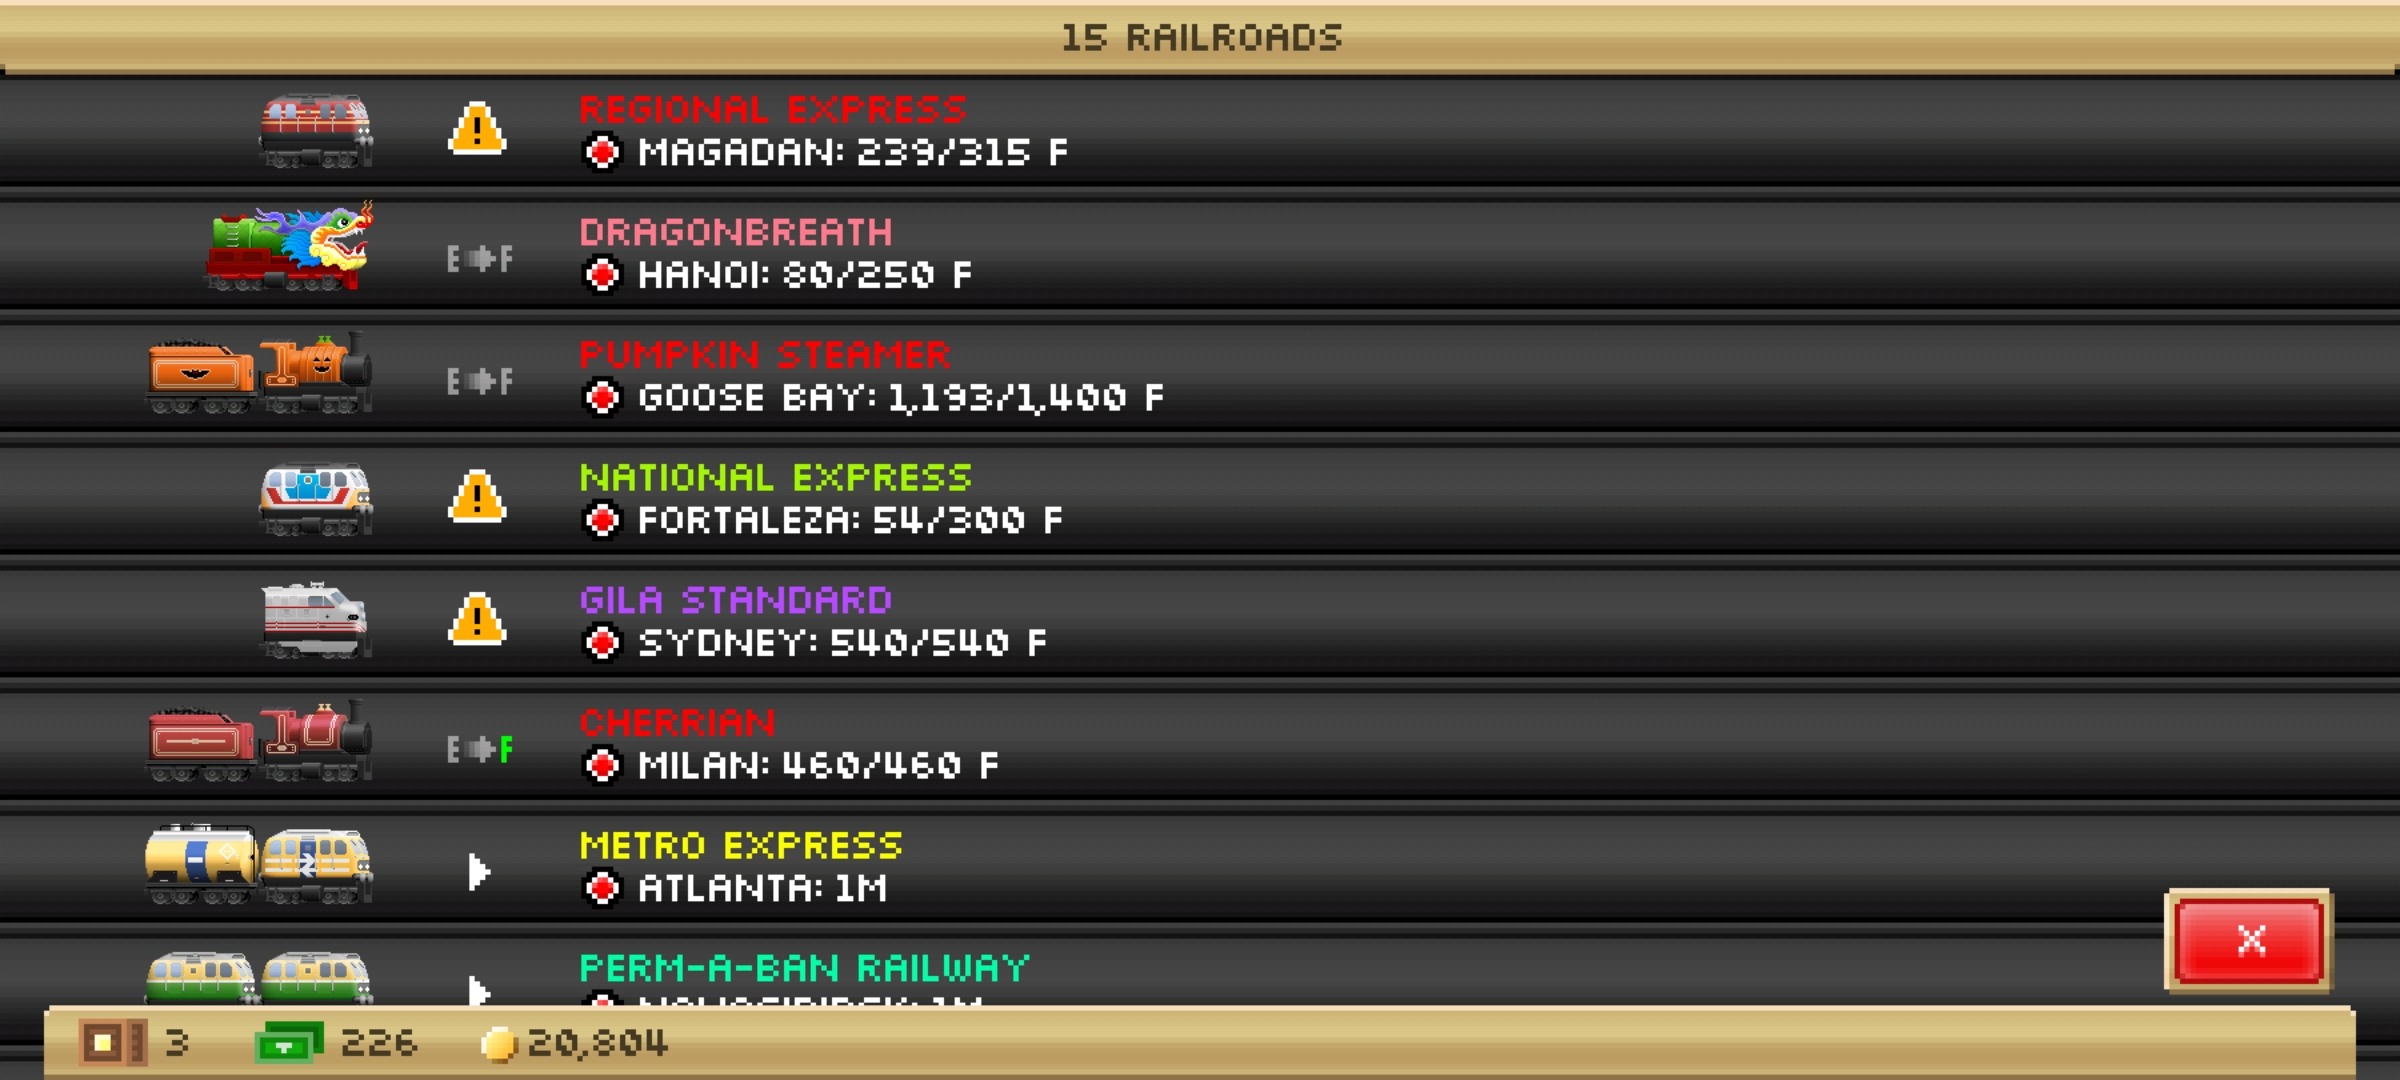 15 RAILROADS
REGIONAL EXPRESS
MAGADAN: 239/315 F
DRAGONBREATH
E F
HANOI: 80/250 F
PUMPKIN STEAMER
E F
GOOSE BAY: 1,193/1,400 F
NATIONAL EXPRESS
FORTALEZA: 54/300 F
GILA STANDARD
SYDNEY: 540/540 F
CHERRIAN
E F
MILAN: 460/460 F
METRO EXPRESS
ATLANTA: 1M
PERM-A-BAN RAILWAY
3 226 20,804
X